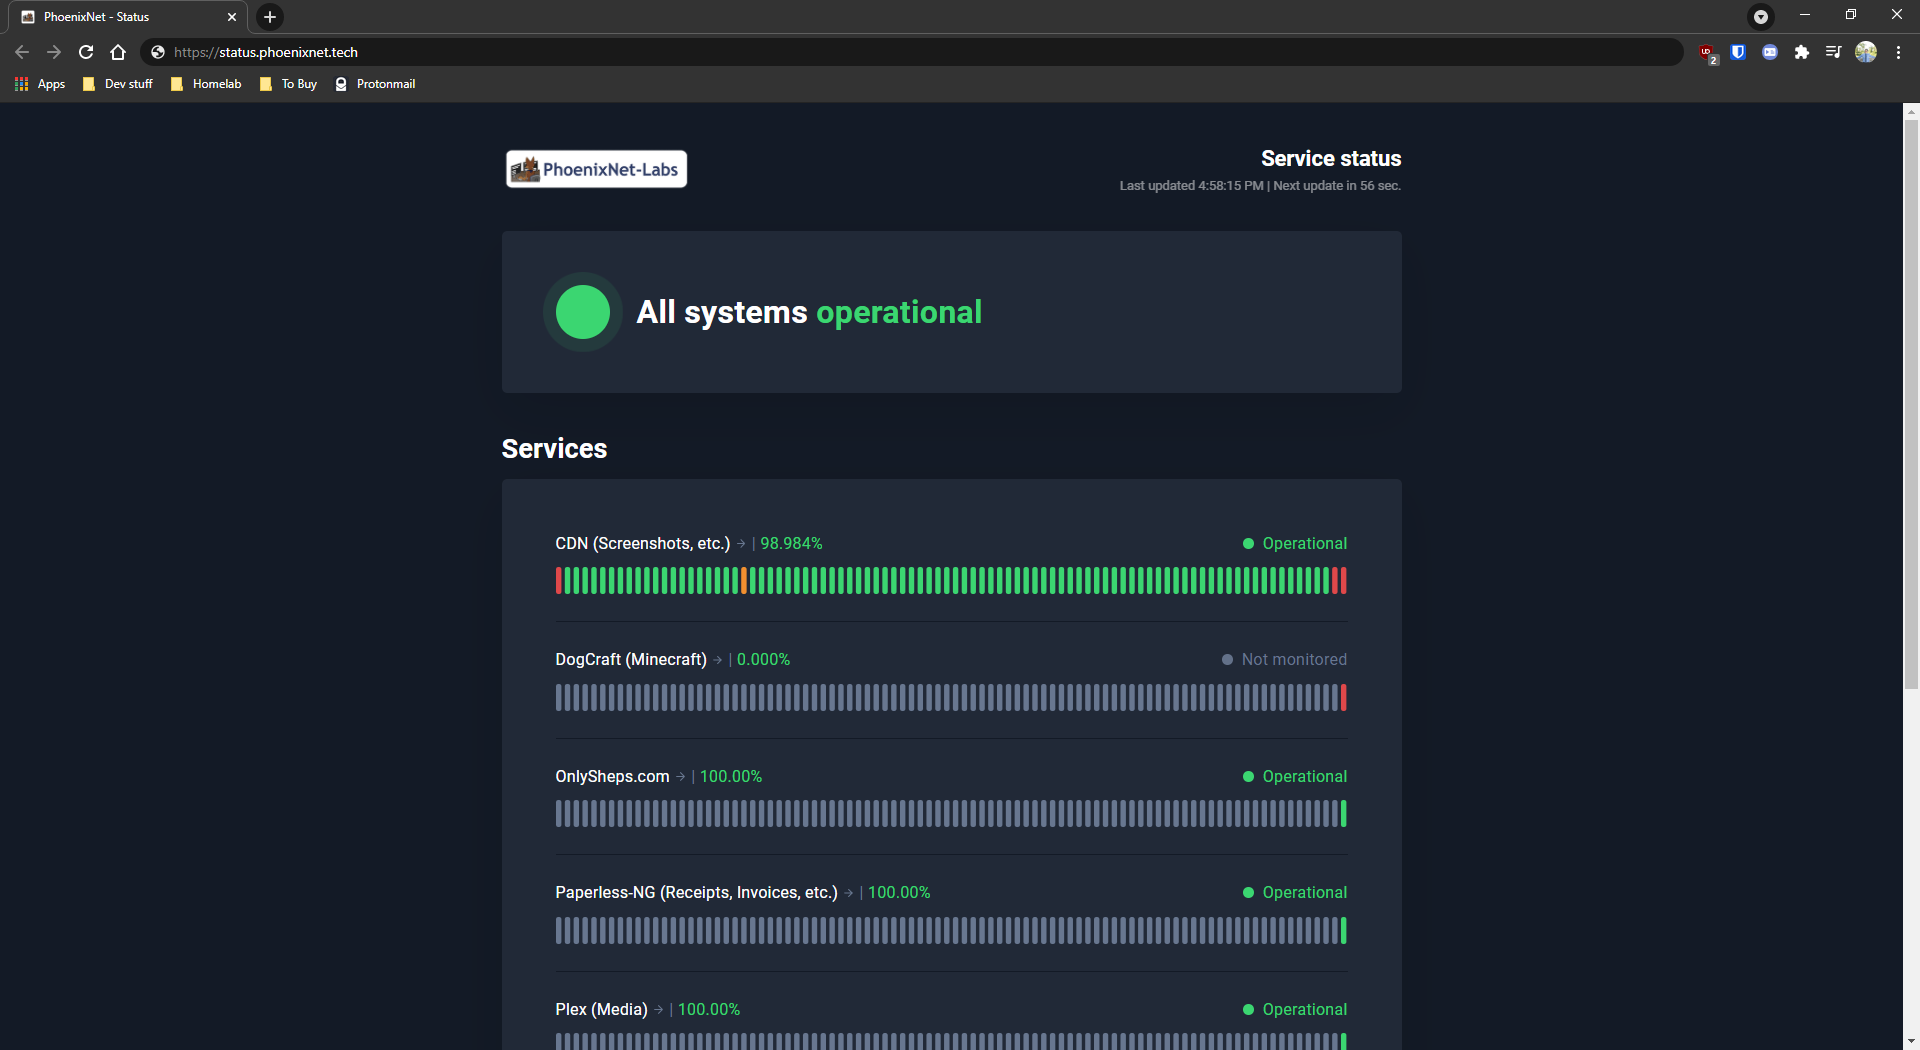 PhoenixNet - Status
https://status.phoenixnet.tech
2
Apps
Dev stuff
Homelab
To Buy
Protonmail
PhoenixNet-Labs
Service status
Last updated 4:58:15 PM | Next update in 56 sec.
All systems operational
Services
CDN (Screenshots, etc.) → | 98.984% Operational
DogCraft (Minecraft) → | 0.000% Not monitored
OnlySheps.com → | 100.00% Operational
Paperless-NG (Receipts, Invoices, etc.) → | 100.00% Operational
Plex (Media) → | 100.00% Operational